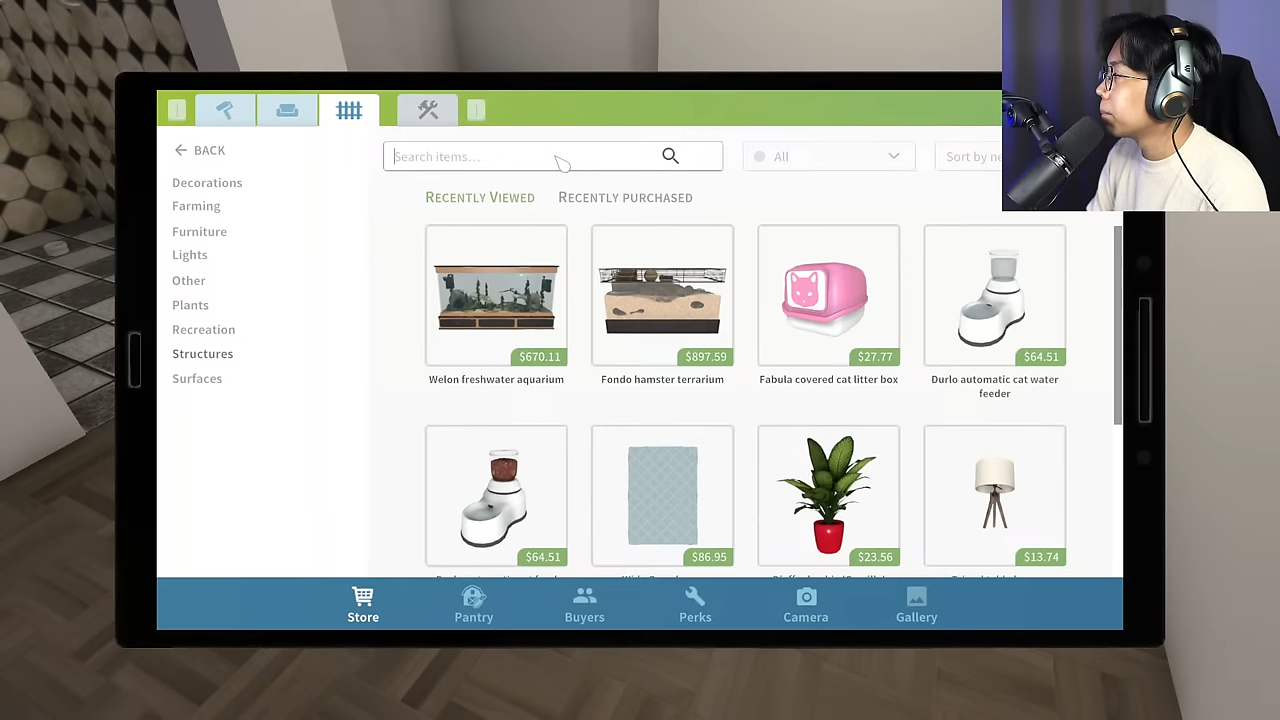 BACK
Decorations
Farming
Furniture
Lights
Other
Plants
Recreation
Structures
Surfaces
Search items...
All
Sort by
RECENTLY VIEWED
RECENTLY PURCHASED
$670.11
$897.59
$27.77
$64.51
Welon freshwater aquarium
Fondo hamster terrarium
Fabula covered cat litter box
Durlo automatic cat water
feeder
$64.51
$86.95
$23.56
$13.74
Store
Pantry
Buyers
Perks
Camera
Gallery